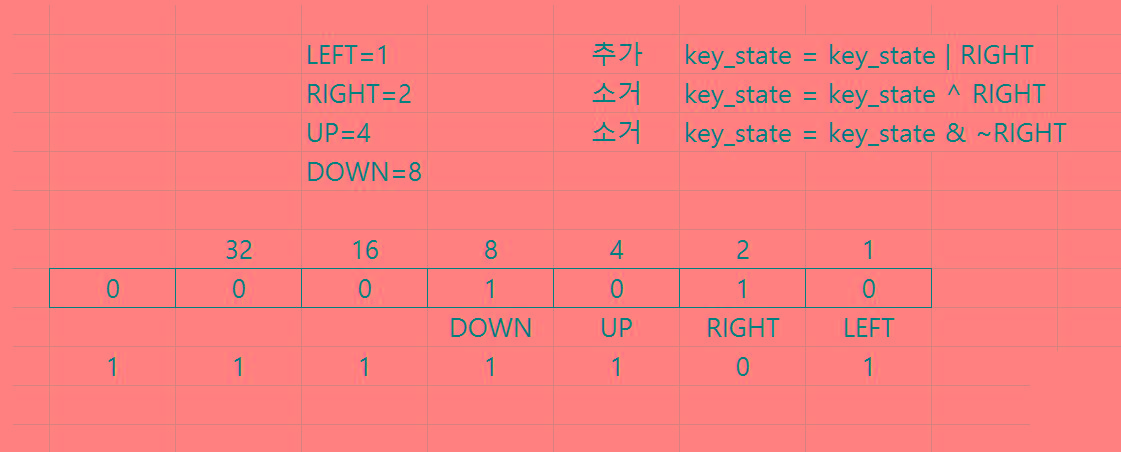 LEFT=1 추가 key_state = key_state | RIGHT
RIGHT=2 소거 key_state = key_state ^ RIGHT
UP=4 소거 key_state = key_state & ~RIGHT
DOWN=8
32 16 8 4 2 1
0 0 0 1 0 1 0
DOWN UP RIGHT LEFT
1 1 1 1 1 0 1